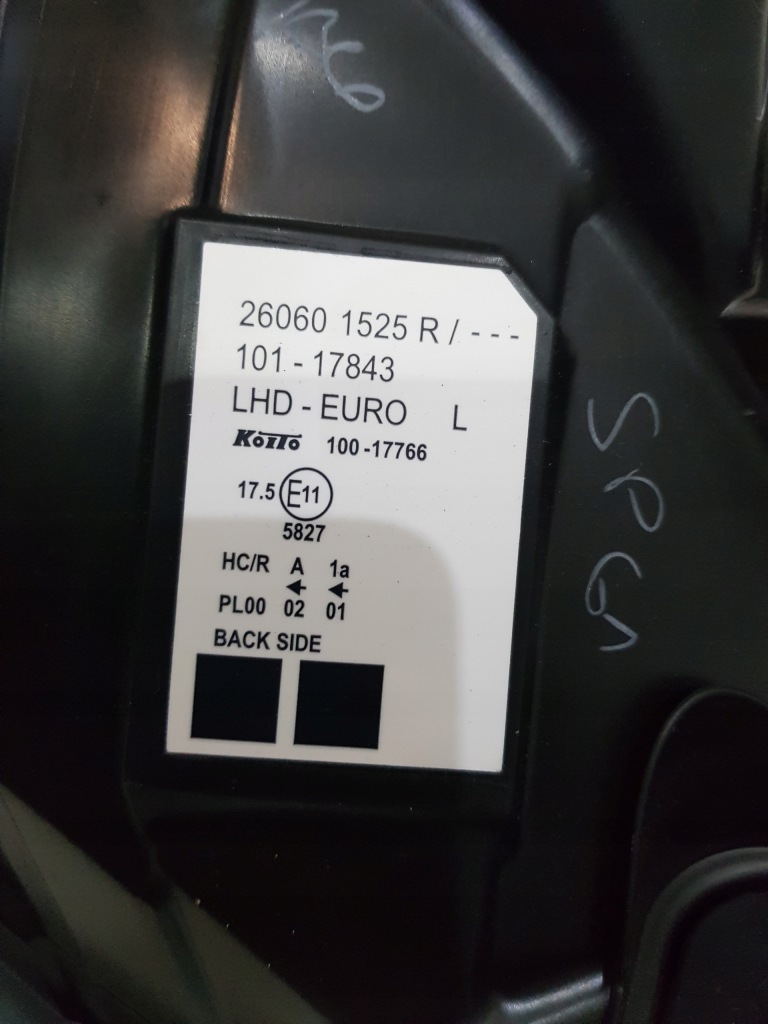 26060 1525 R / - - -
101 - 17843
LHD - EURO L
KOITO 100 -17766
17.5 E11
5827
HC/R A 1a
← ←
PL00 02 01
BACK SIDE